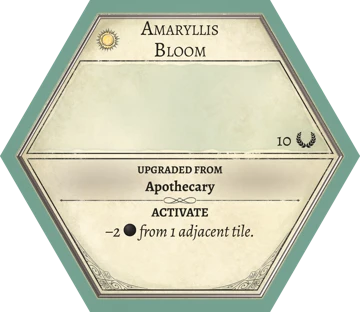 Amaryllis
Bloom
10
UPGRADED FROM
Apothecary
ACTIVATE
−2 from 1 adjacent tile.